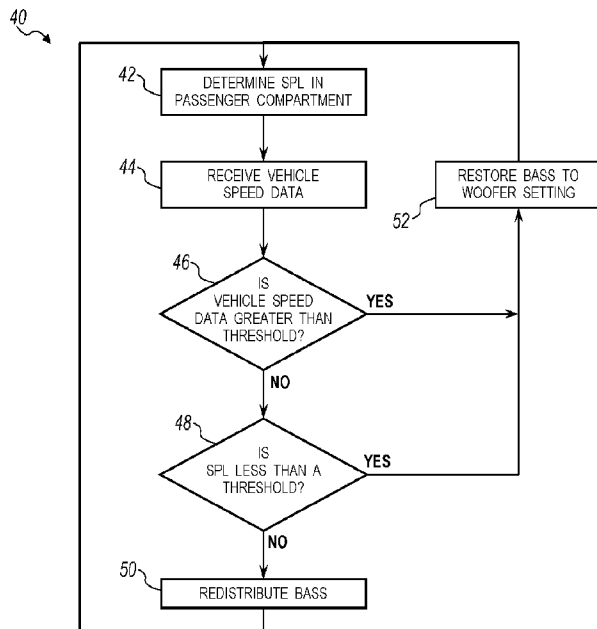 40
42
DETERMINE SPL IN
PASSENGER COMPARTMENT
44
RECEIVE VEHICLE
SPEED DATA
RESTORE BASS TO
WOOFER SETTING
52
46
IS
VEHICLE SPEED
DATA GREATER THAN
THRESHOLD?
YES
NO
48
IS
SPL LESS THAN A
THRESHOLD?
YES
NO
50
REDISTRIBUTE BASS